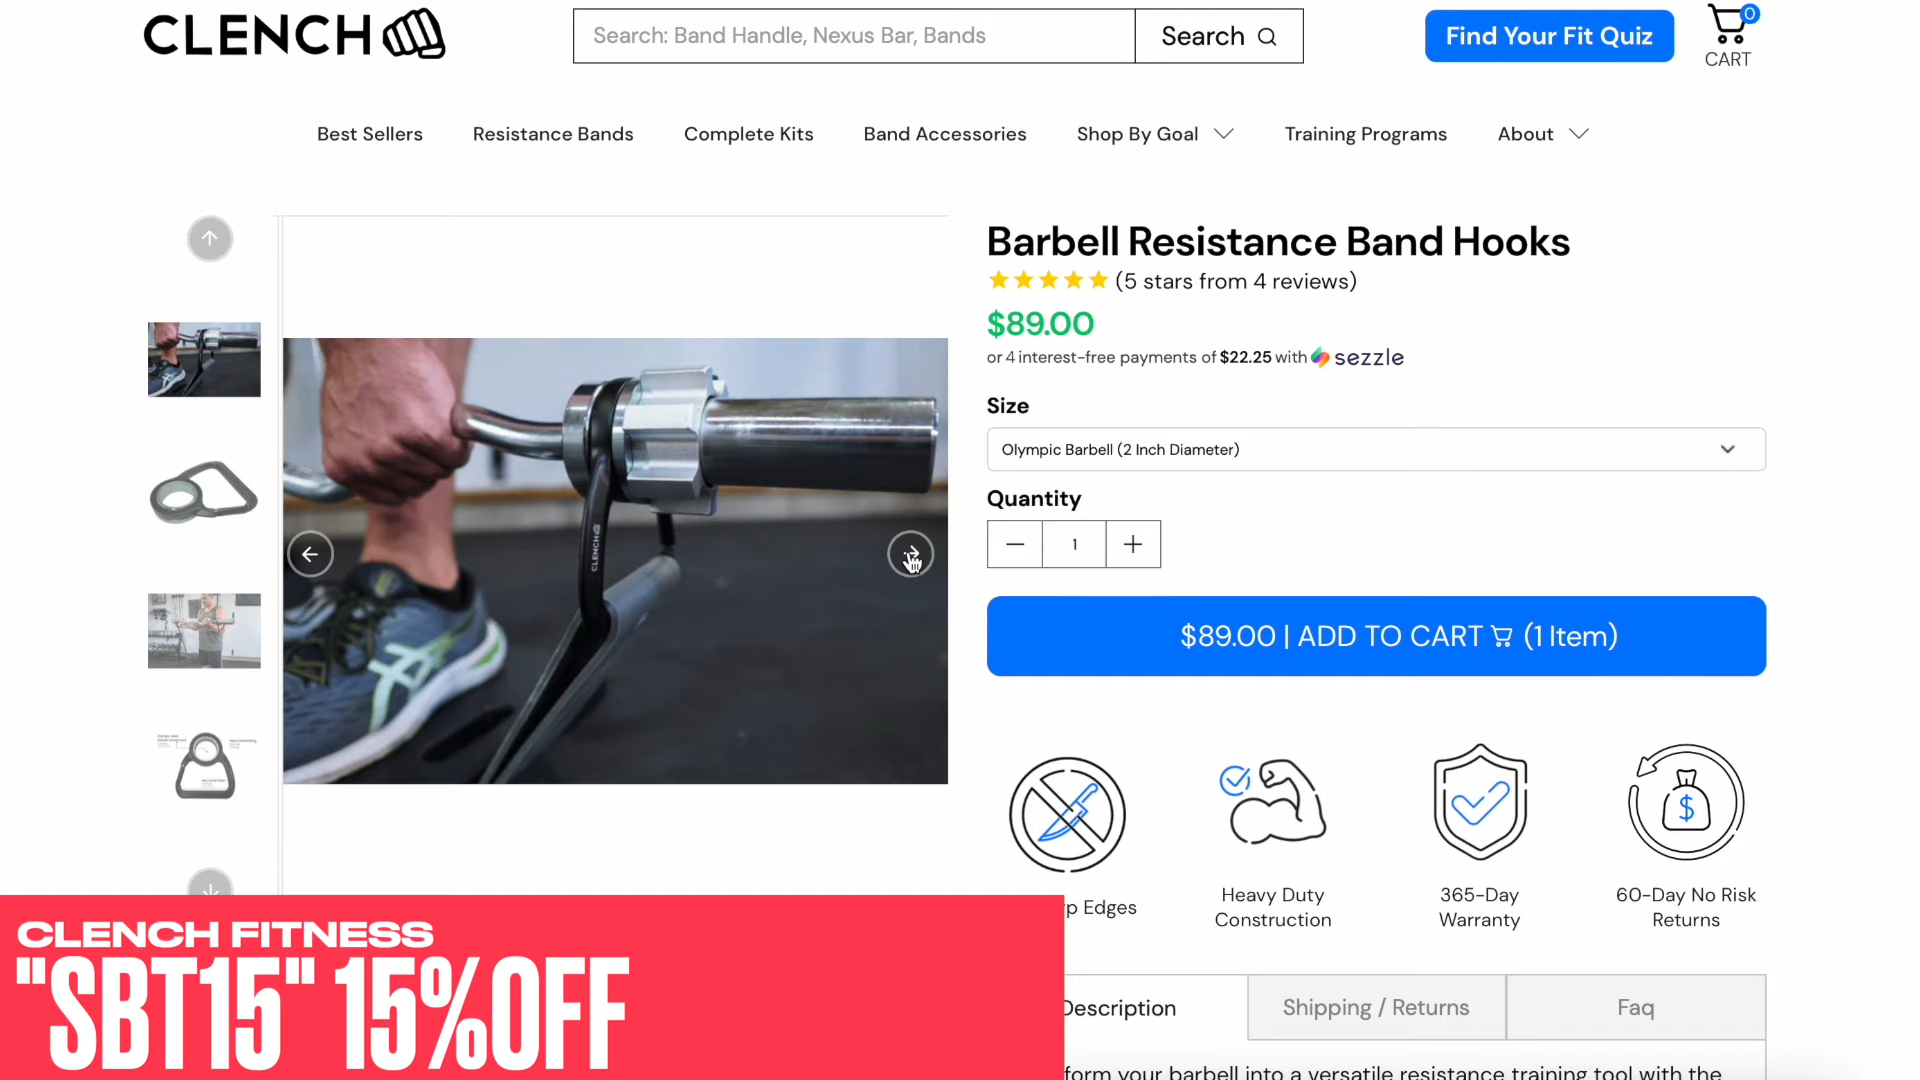 CLENCH
Search: Band Handle, Nexus Bar, Bands
Search
Find Your Fit Quiz
0
CART
Best Sellers
Resistance Bands
Complete Kits
Band Accessories
Shop By Goal
Training Programs
About
Barbell Resistance Band Hooks
(5 stars from 4 reviews)
$89.00
or 4 interest-free payments of $22.25 with sezzle
Size
Olympic Barbell (2 Inch Diameter)
Quantity
1
$89.00 | ADD TO CART (1 Item)
CLENCH
$
Edges
Heavy Duty
Construction
365-Day
Warranty
60-Day No Risk
Returns
CLENCH FITNESS
"SBT15" 15%OFF
Description
Shipping / Returns
Faq
your barbell into a versatile resistance training tool with the